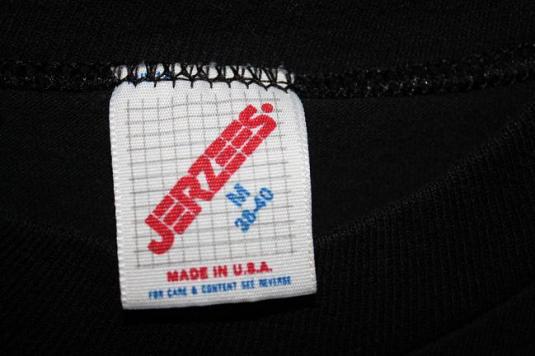 JERZEES
M
38-40
MADE IN U.S.A.
FOR CARE & CONTENT SEE REVERSE